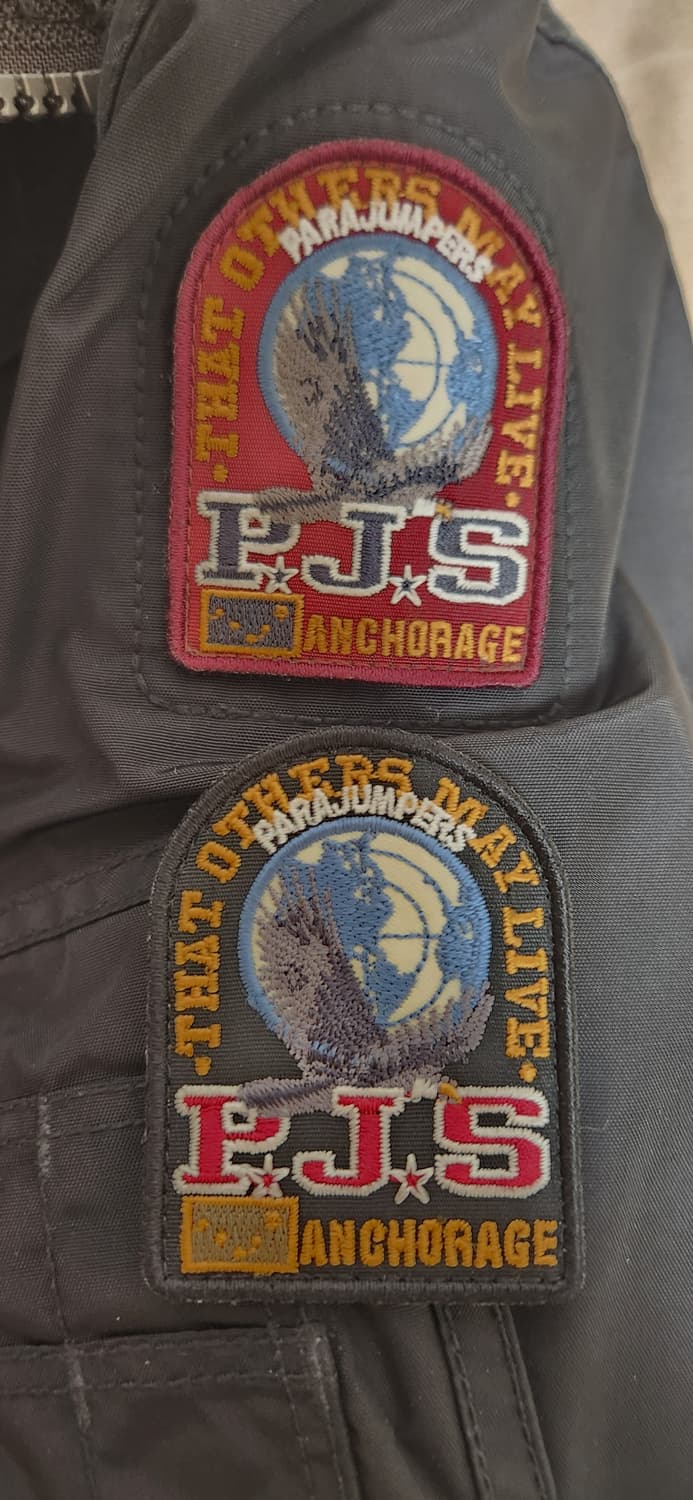 ·THAT OTHERS MAY LIVE·
PARAJUMPERS
P.J.S
ANCHORAGE
·THAT OTHERS MAY LIVE·
PARAJUMPERS
P.J.S
ANCHORAGE